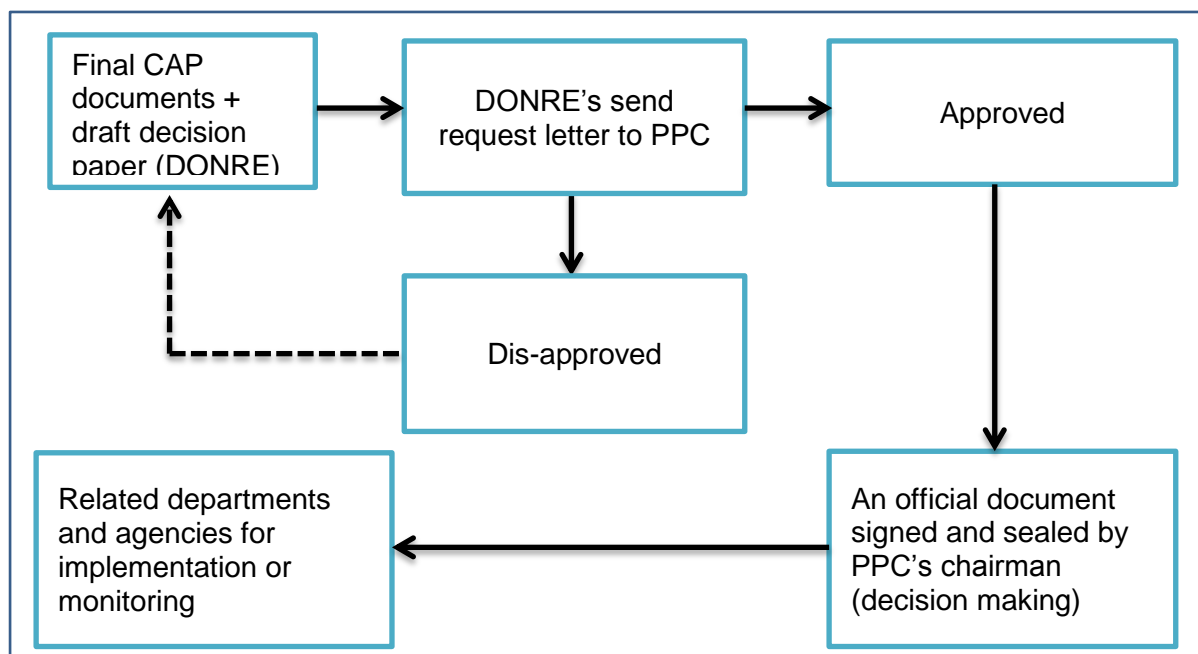 Final CAP
documents +
draft decision
paper (DONRE)
DONRE’s send
request letter to PPC
Approved
Dis-approved
Related departments
and agencies for
implementation or
monitoring
An official document
signed and sealed by
PPC’s chairman
(decision making)